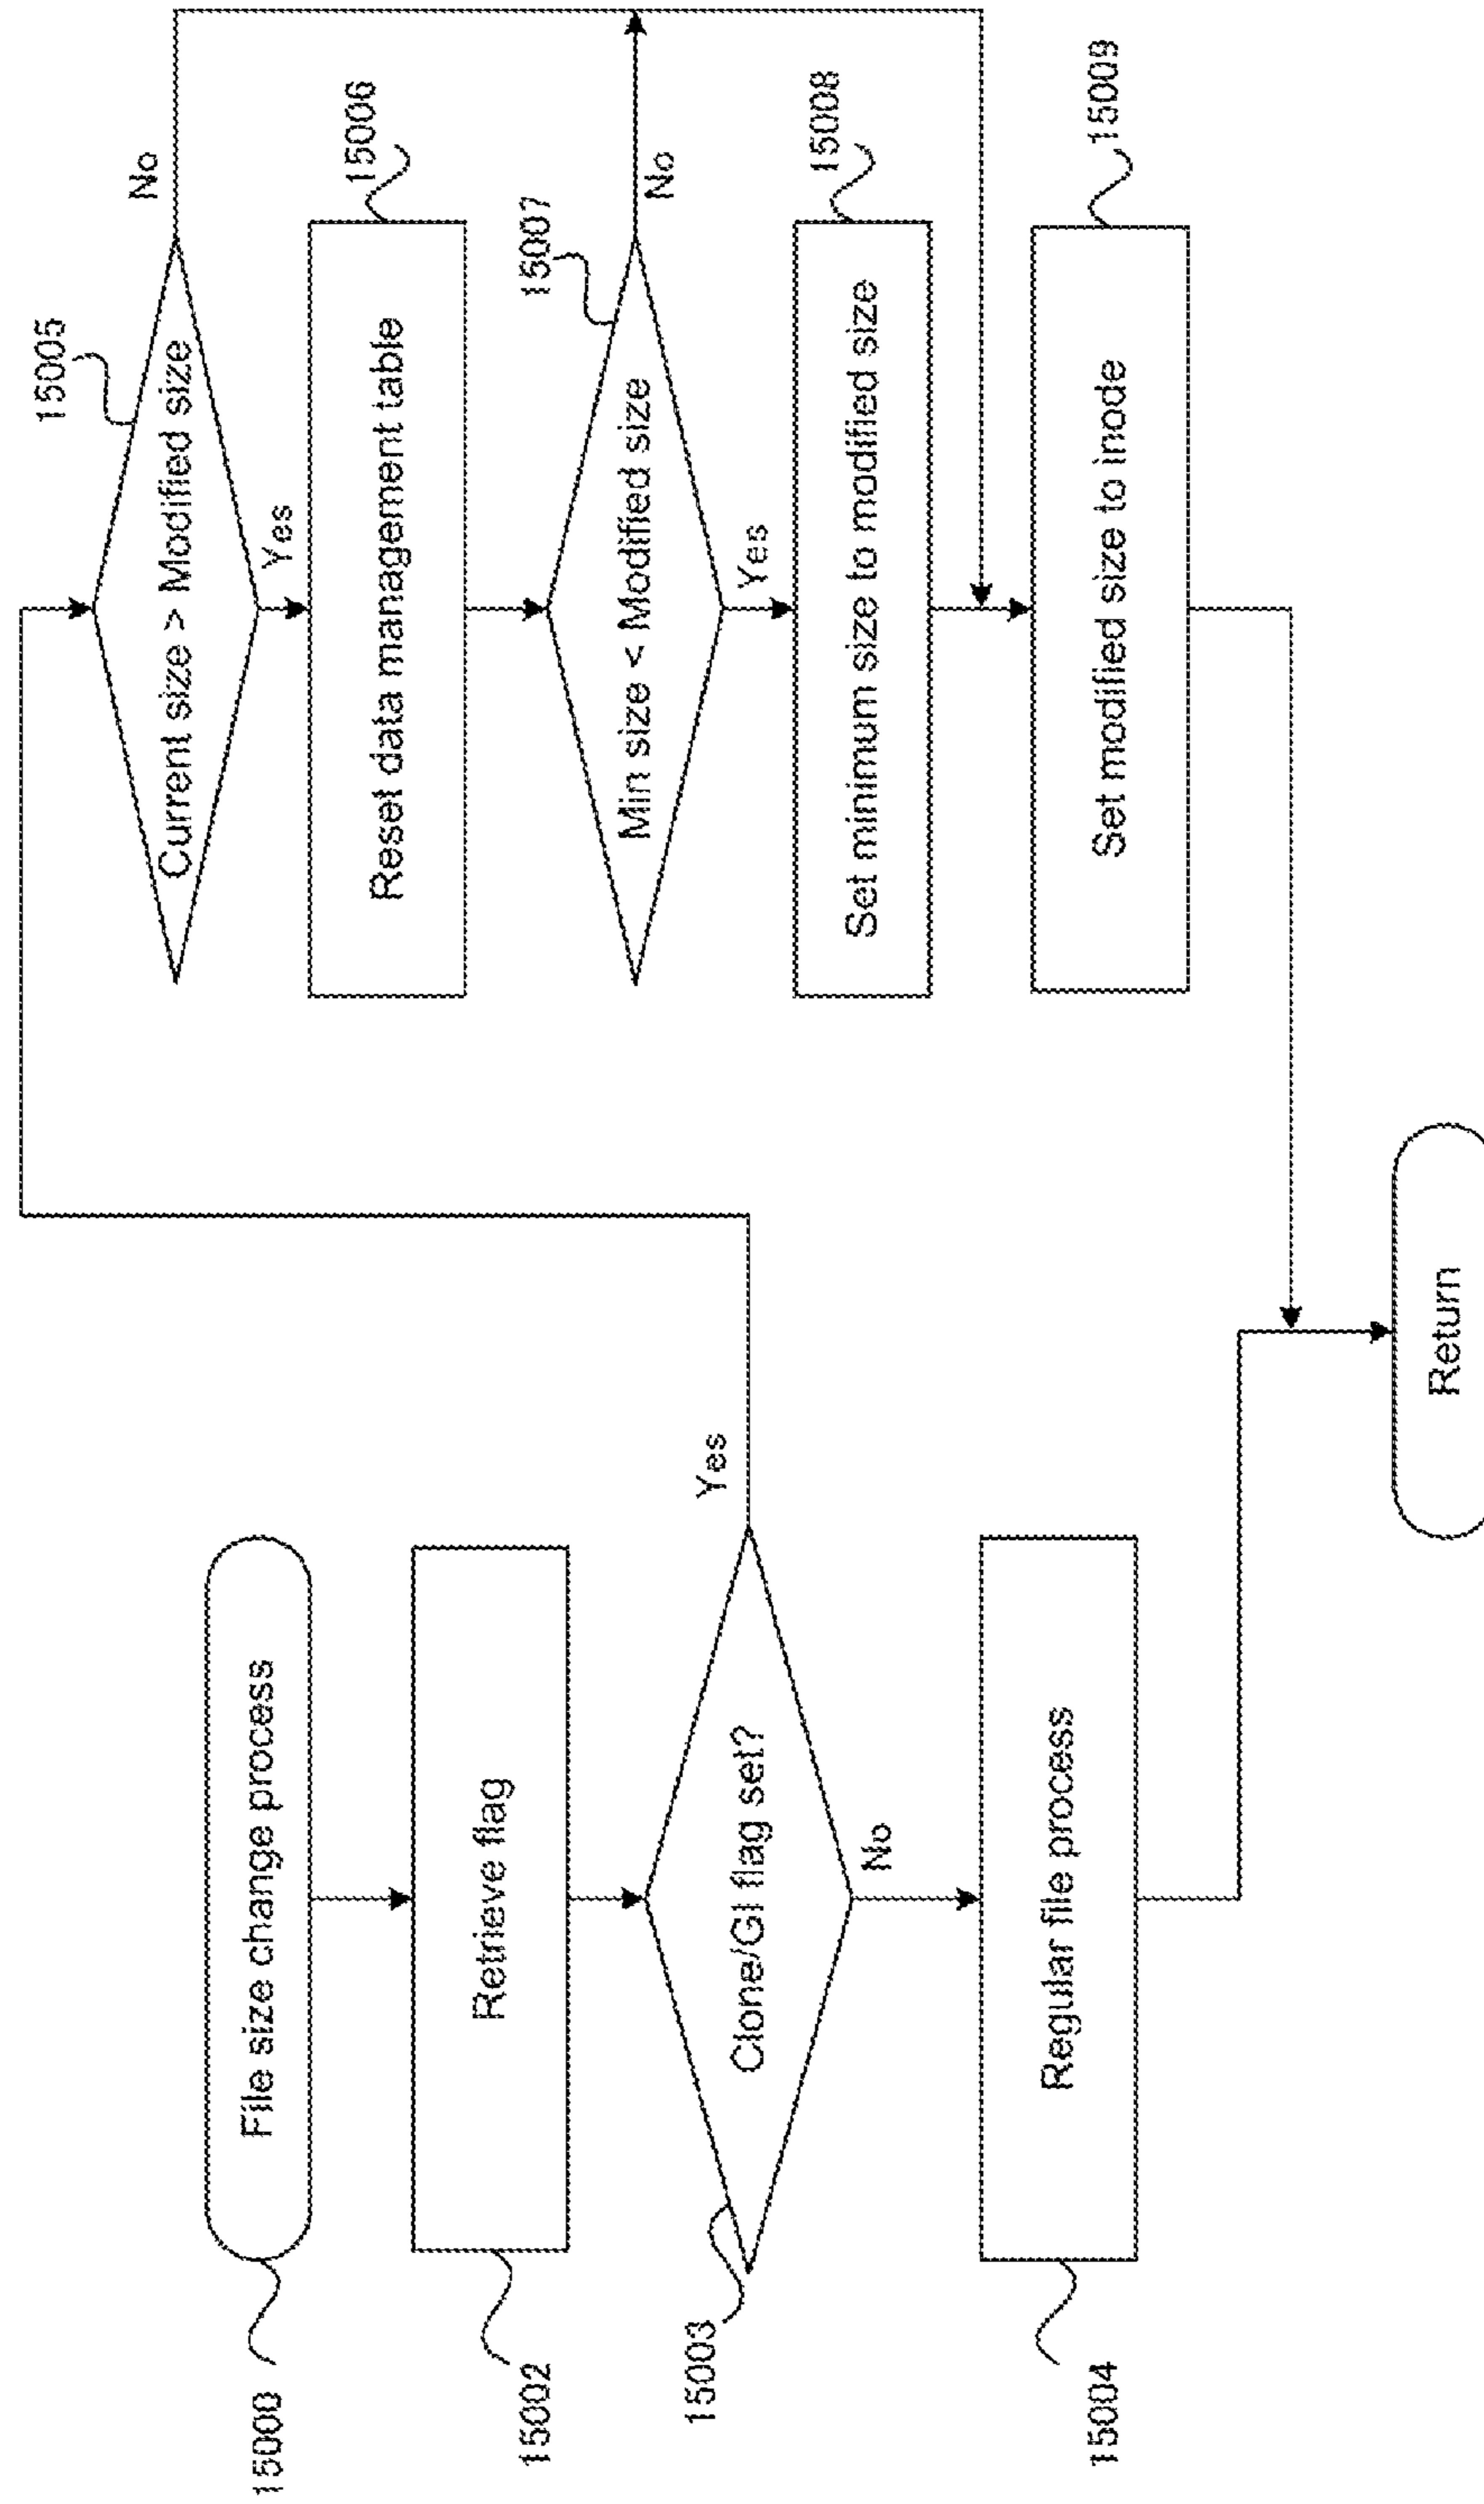 15000
File size change process
15002
Retrieve flag
15003
Clone/GI flag set?
Yes
No
15004
Regular file process
15005
Current size > Modified size
No
Yes
15006
Reset data management table
15007
Min size < Modified size
No
Yes
15008
Set minimum size to modified size
15009
Set modified size to inode
Return